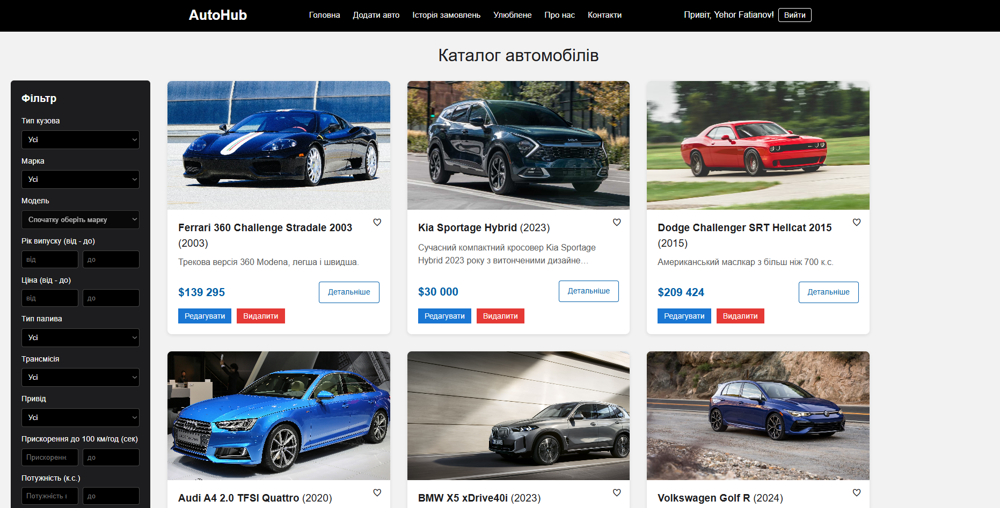 AutoHub
Головна Додати авто Історія замовлень Улюблене Про нас Контакти
Привіт, Yehor Fatianov! Вийти
Каталог автомобілів
Фільтр
Тип кузова
Усі
Марка
Усі
Модель
Спочатку оберіть марку
Рік випуску (від - до)
від до
Ціна (від - до)
від до
Тип палива
Усі
Трансмісія
Усі
Привід
Усі
Прискорення до 100 км/год (сек)
Прискорен до
Потужність (к.с.)
Потужність до
Ferrari 360 Challenge Stradale 2003
(2003)
Трекова версія 360 Modena, легша і швидша.
$139 295 Детальніше
Редагувати Видалити
Kia Sportage Hybrid (2023)
Сучасний компактний кросовер Kia Sportage
Hybrid 2023 року з витонченими дизайне...
$30 000 Детальніше
Редагувати Видалити
Dodge Challenger SRT Hellcat 2015
(2015)
Американський маслкар з більш ніж 700 к.с.
$209 424 Детальніше
Редагувати Видалити
Audi A4 2.0 TFSI Quattro (2020)
BMW X5 xDrive40i (2023)
Volkswagen Golf R (2024)